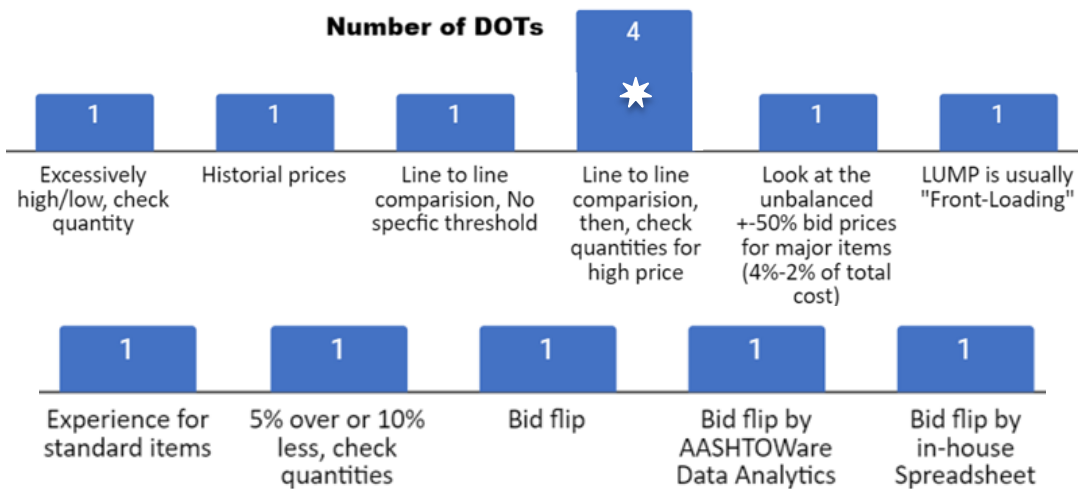 Number of DOTs
4
1
1
1
1
1
Excessively
high/low, check
quantity
Historial prices
Line to line
comparision, No
specfic threshold
Line to line
comparision,
then, check
quantities for
high price
Look at the
unbalanced
+-50% bid prices
for major items
(4%-2% of total
cost)
LUMP is usually
"Front-Loading"
1
1
1
1
1
Experience for
standard items
5% over or 10%
less, check
quantities
Bid flip
Bid flip by
AASHTOWare
Data Analytics
Bid flip by
in-house
Spreadsheet